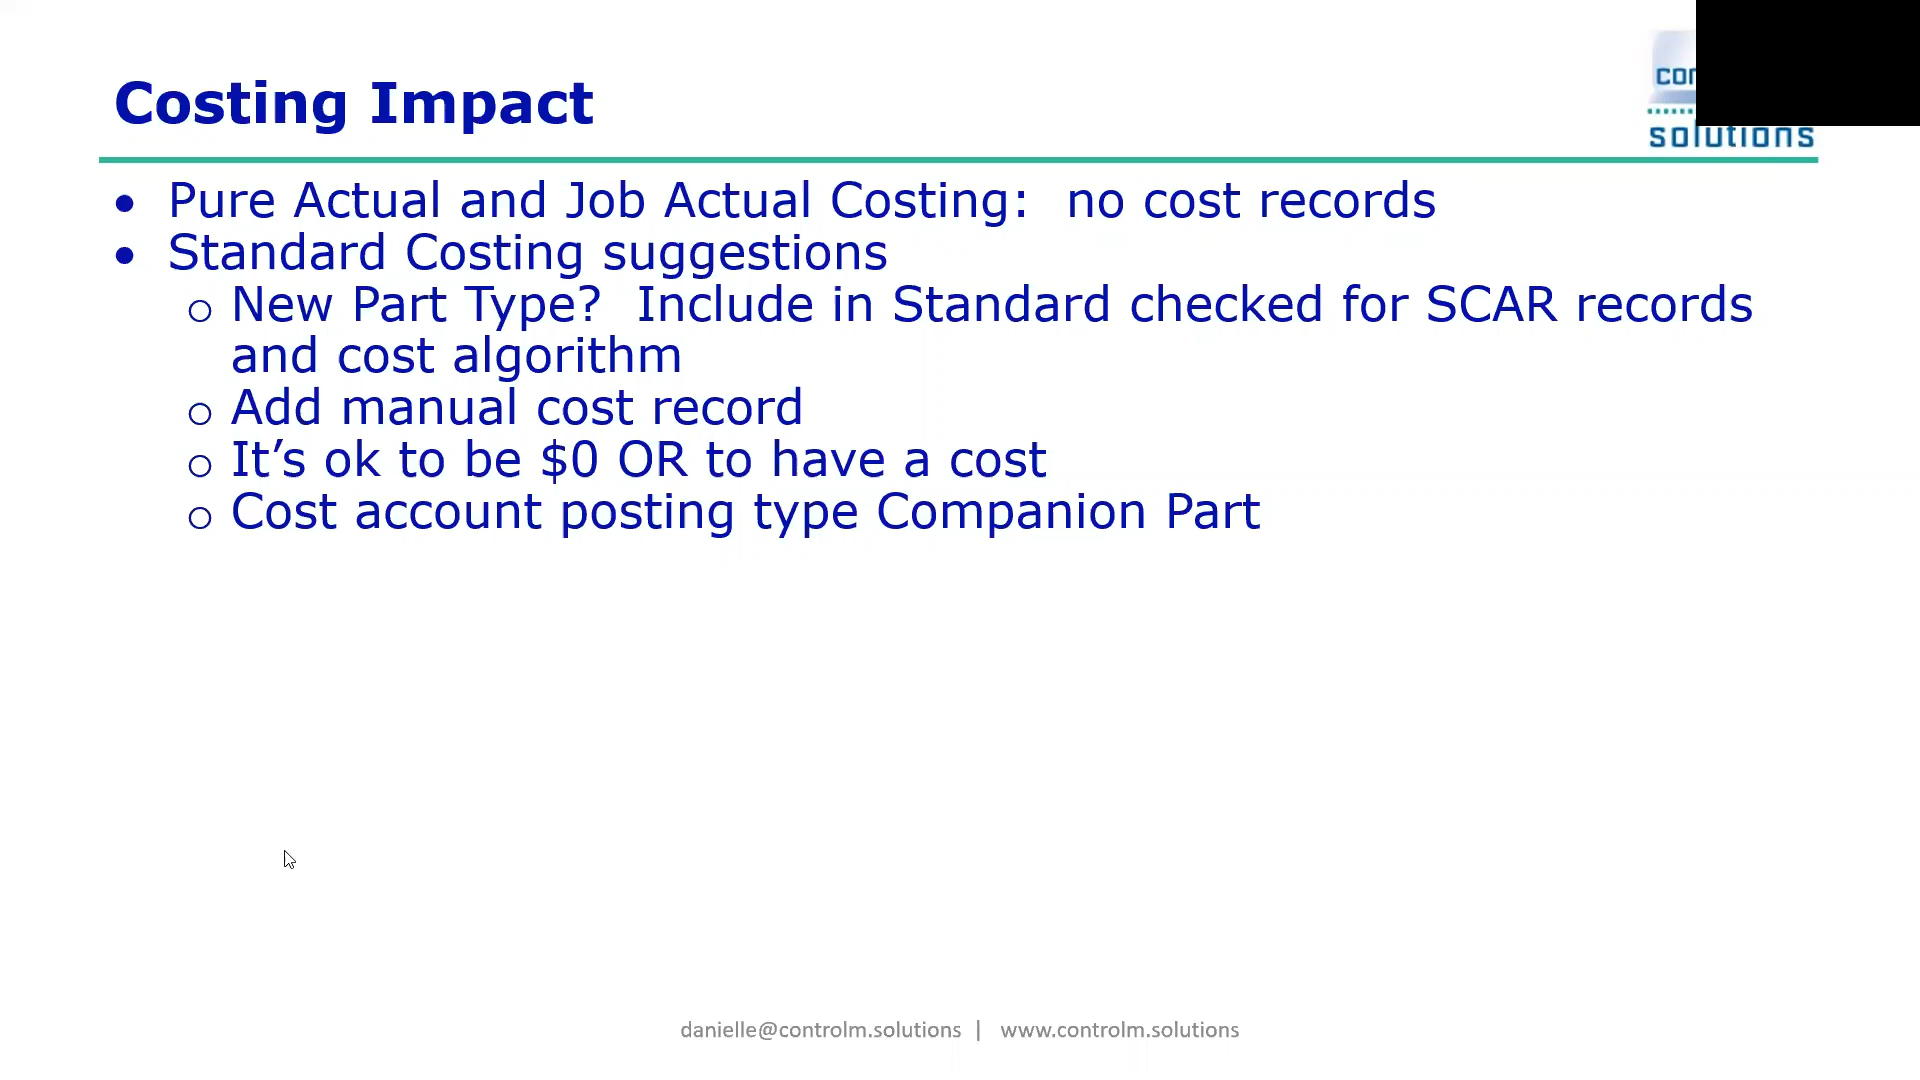 Costing Impact
solutions
• Pure Actual and Job Actual Costing:  no cost records
• Standard Costing suggestions
o New Part Type?  Include in Standard checked for SCAR records
and cost algorithm
o Add manual cost record
o It’s ok to be $0 OR to have a cost
o Cost account posting type Companion Part
danielle@controlm.solutions | www.controlm.solutions